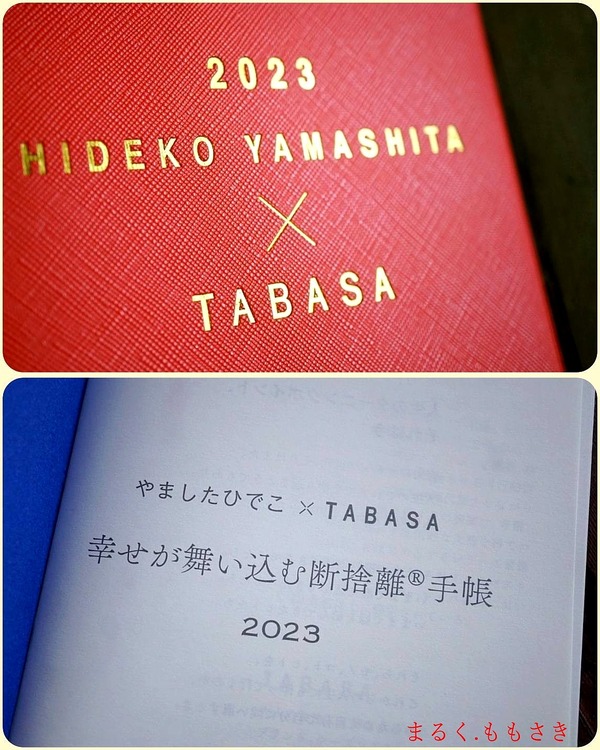 2023
HIDEKO YAMASHITA
×
TABASA
やましたひでこ × TABASA
幸せが舞い込む断捨離®手帳
2023
まるく.ももさき